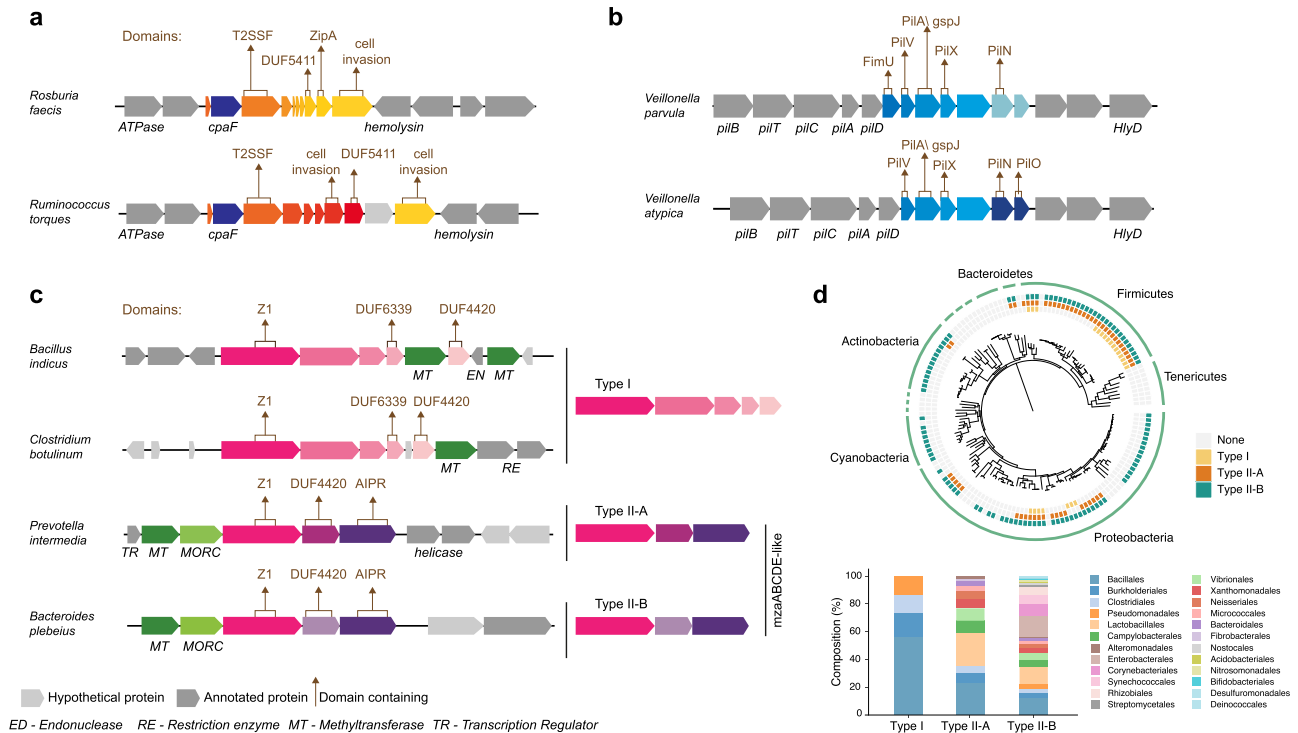 a
Domains:
T2SSF
ZipA
cell
invasion
DUF5411
Rosburia
faecis
ATPase
cpaF
hemolysin
T2SSF
cell
invasion
DUF5411
cell
invasion
Ruminococcus
torques
ATPase
cpaF
hemolysin
b
PilA\ gspJ
PilV
PilX
PilN
FimU
Veillonella
parvula
pilB
pilT
pilC
pilA
pilD
HlyD
PilA\ gspJ
PilV
PilX
PilN
PilO
Veillonella
atypica
pilB
pilT
pilC
pilA
pilD
HlyD
c
Domains:
Z1
DUF6339
DUF4420
Bacillus
indicus
MT
EN
MT
Z1
DUF6339
DUF4420
Clostridium
botulinum
MT
RE
Type I
Z1
DUF4420
AIPR
Prevotella
intermedia
TR
MT
MORC
helicase
Type II-A
Z1
DUF4420
AIPR
Bacteroides
plebeius
MT
MORC
Type II-B
mzaABCDE-like
Hypothetical protein
Annotated protein
Domain containing
ED - Endonuclease
RE - Restriction enzyme
MT - Methyltransferase
TR - Transcription Regulator
d
Bacteroidetes
Firmicutes
Actinobacteria
Tenericutes
Cyanobacteria
Proteobacteria
None
Type I
Type II-A
Type II-B
Composition (%)
100
80
60
40
20
0
Type I
Type II-A
Type II-B
Bacillales
Burkholderiales
Clostridiales
Pseudomonadales
Lactobacillales
Campylobacterales
Alteromonadales
Enterobacterales
Corynebacteriales
Synechococcales
Rhizobiales
Streptomycetales
Vibrionales
Xanthomonadales
Neisseriales
Micrococcales
Bacteroidales
Fibrobacterales
Nostocales
Acidobacteriales
Nitrosomonadales
Bifidobacteriales
Desulfuromonadales
Deinococcales